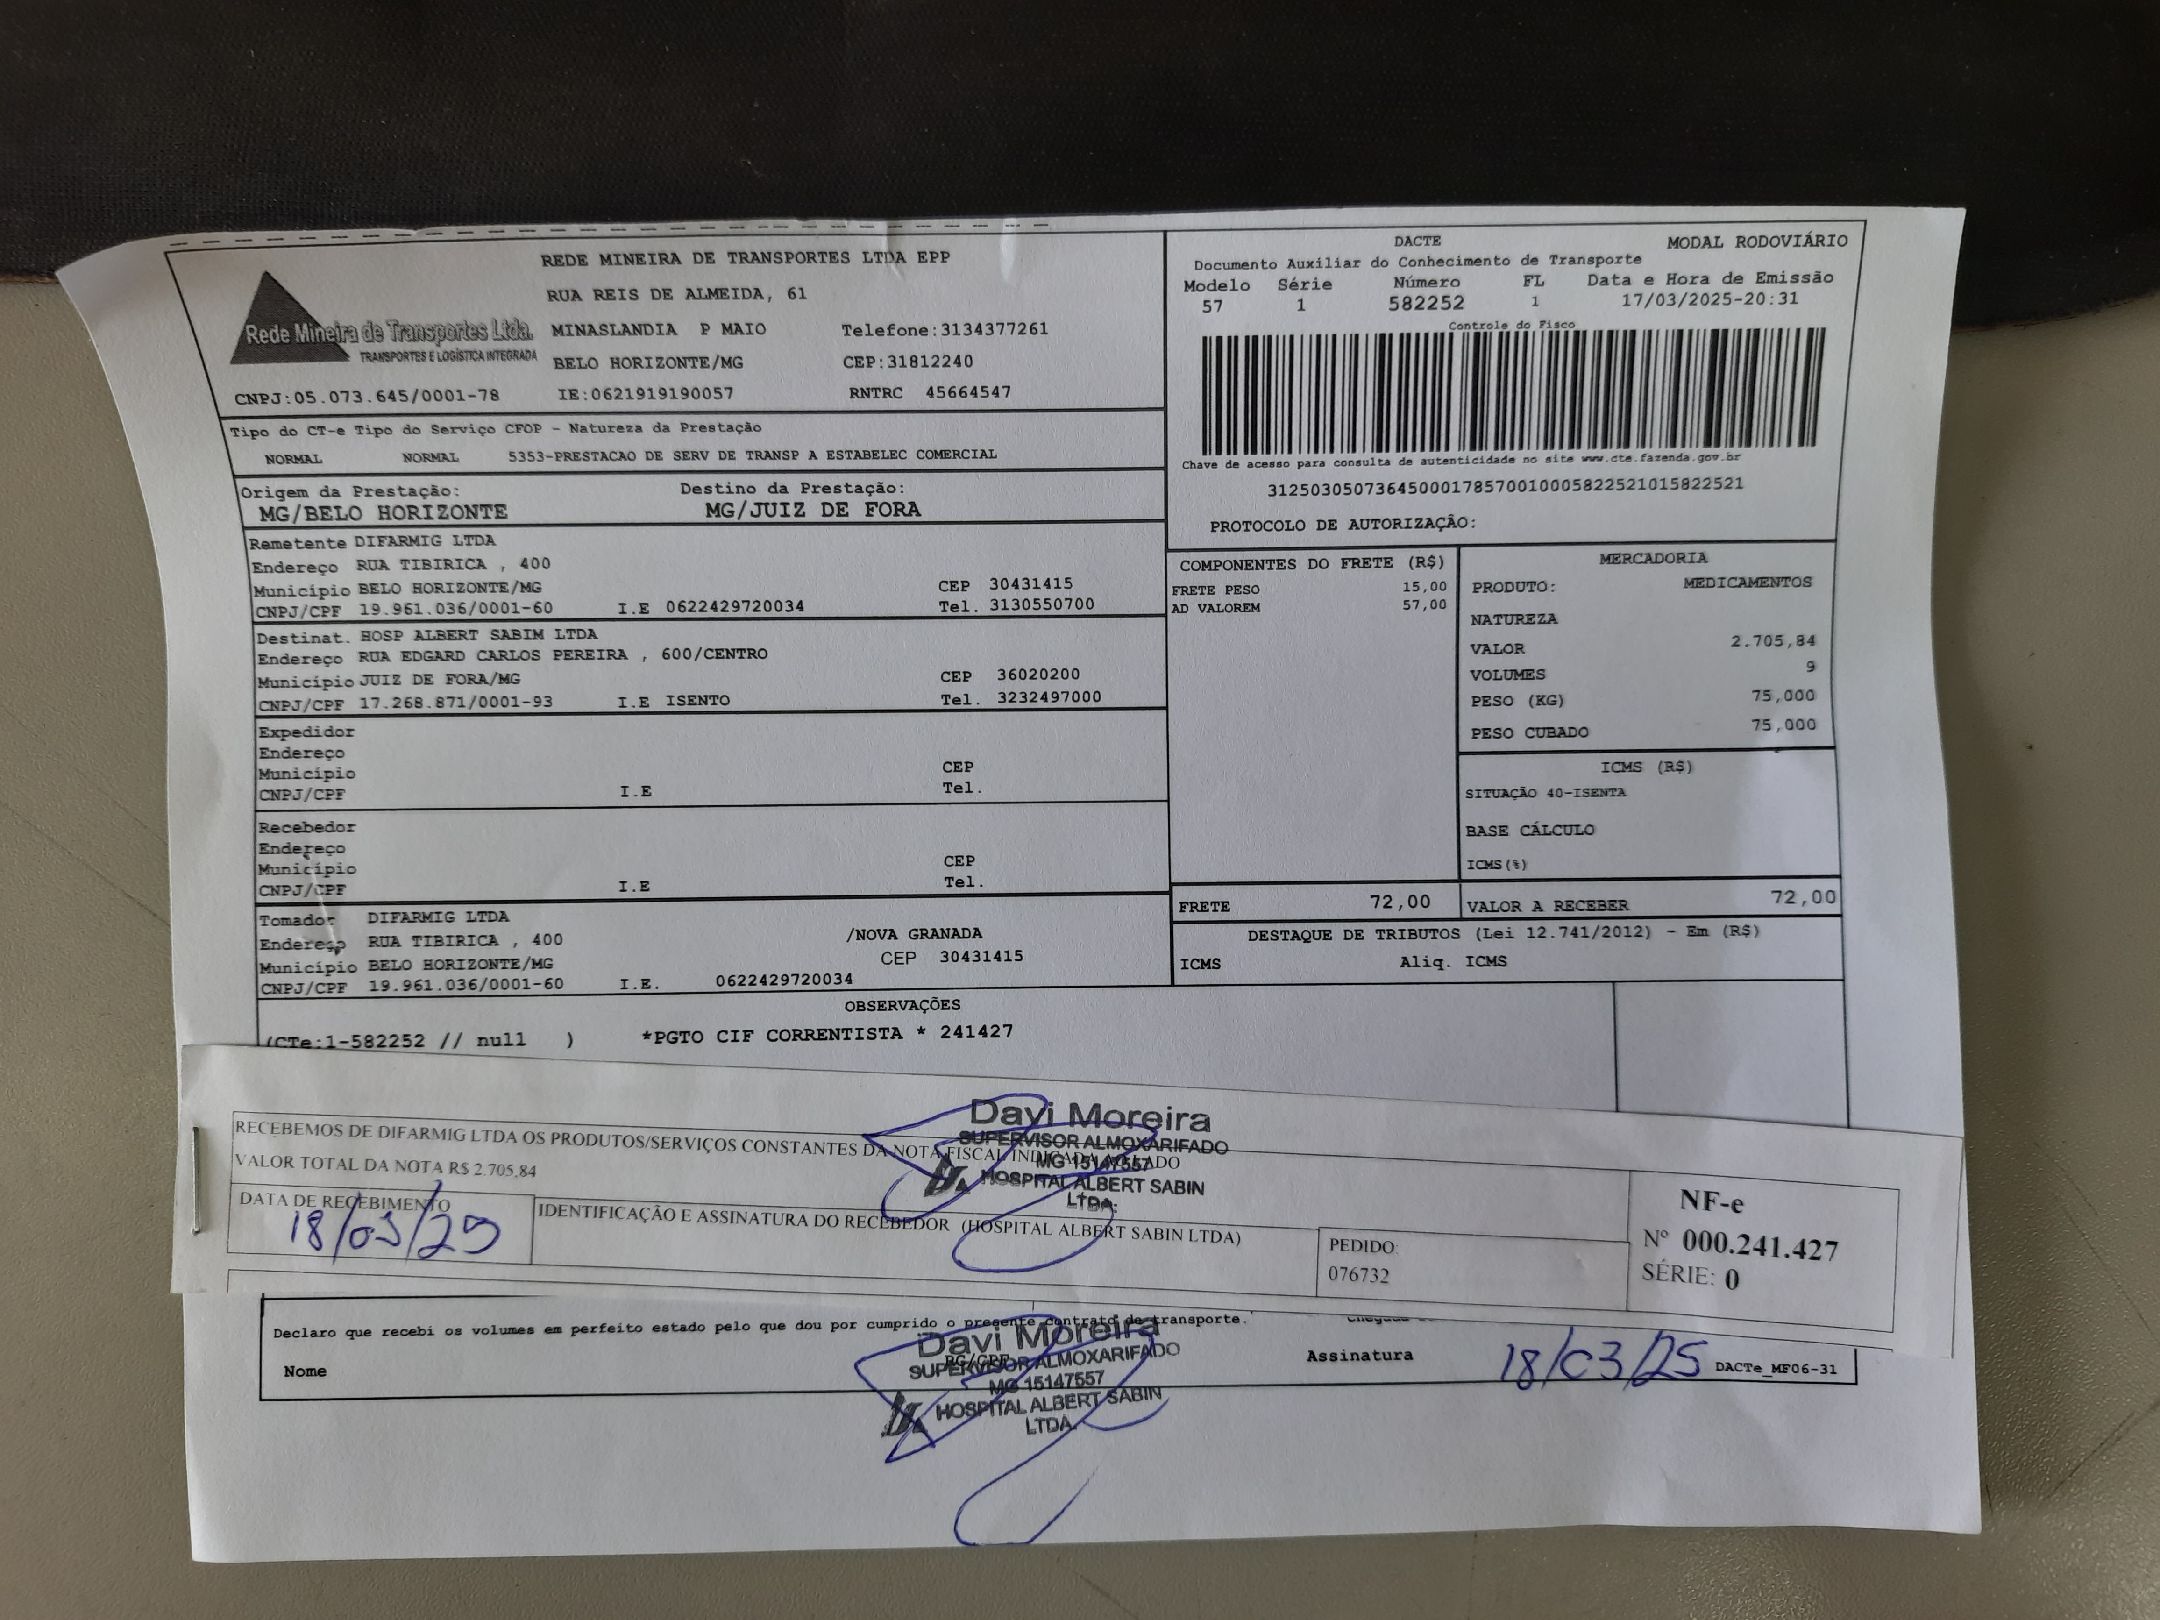 REDE MINEIRA DE TRANSPORTES LTDA EPP
RUA REIS DE ALMEIDA, 61
Rede Mineira de Transportes Ltda.
TRANSPORTES E LOGÍSTICA INTEGRADA
MINASLANDIA P MAIO Telefone:3134377261
BELO HORIZONTE/MG CEP:31812240
CNPJ:05.073.645/0001-78 IE:0621919190057 RNTRC 45664547
DACTE MODAL RODOVIÁRIO
Documento Auxiliar do Conhecimento de Transporte
Modelo Série Número FL Data e Hora de Emissão
57 1 582252 1 17/03/2025-20:31
Controle do Fisco
Chave de acesso para consulta de autenticidade no site www.cte.fazenda.gov.br
31250305073645000178570010005822521015822521
PROTOCOLO DE AUTORIZAÇÃO:
Tipo do CT-e Tipo do Serviço CFOP - Natureza da Prestação
NORMAL NORMAL 5353-PRESTACAO DE SERV DE TRANSP A ESTABELEC COMERCIAL
Origem da Prestação: Destino da Prestação:
MG/BELO HORIZONTE MG/JUIZ DE FORA
Remetente DIFARMIG LTDA
Endereço RUA TIBIRICA , 400
Município BELO HORIZONTE/MG CEP 30431415
CNPJ/CPF 19.961.036/0001-60 I.E 0622429720034 Tel. 3130550700
Destinat. HOSP ALBERT SABIM LTDA
Endereço RUA EDGARD CARLOS PEREIRA , 600/CENTRO
Município JUIZ DE FORA/MG CEP 36020200
CNPJ/CPF 17.268.871/0001-93 I.E ISENTO Tel. 3232497000
Expedidor
Endereço
Município CEP
CNPJ/CPF I.E Tel.
Recebedor
Endereço
Município CEP
CNPJ/CPF I.E Tel.
Tomador DIFARMIG LTDA
Endereço RUA TIBIRICA , 400 /NOVA GRANADA
Município BELO HORIZONTE/MG CEP 30431415
CNPJ/CPF 19.961.036/0001-60 I.E. 0622429720034
COMPONENTES DO FRETE (R$)
FRETE PESO 15,00
AD VALOREM 57,00
MERCADORIA
PRODUTO: MEDICAMENTOS
NATUREZA
VALOR 2.705,84
VOLUMES 9
PESO (KG) 75,000
PESO CUBADO 75,000
ICMS (R$)
SITUAÇÃO 40-ISENTA
BASE CÁLCULO
ICMS(%)
FRETE 72,00 VALOR A RECEBER 72,00
DESTAQUE DE TRIBUTOS (Lei 12.741/2012) - Em (R$)
ICMS Aliq. ICMS
OBSERVAÇÕES
(CTe:1-582252 // null ) *PGTO CIF CORRENTISTA * 241427
RECEBEMOS DE DIFARMIG LTDA OS PRODUTOS/SERVIÇOS CONSTANTES DA NOTA FISCAL INDICADA AO LADO
VALOR TOTAL DA NOTA R$ 2.705,84
Davi Moreira
SUPERVISOR ALMOXARIFADO
MG 15147557
HOSPITAL ALBERT SABIN
LTDA.
DATA DE RECEBIMENTO
18/03/25
IDENTIFICAÇÃO E ASSINATURA DO RECEBEDOR (HOSPITAL ALBERT SABIN LTDA)
PEDIDO:
076732
NF-e
Nº 000.241.427
SÉRIE: 0
Declaro que recebi os volumes em perfeito estado pelo que dou por cumprido o presente contrato de transporte.
Nome RG/CPF Assinatura 18/03/25 DACTe_MF06-31
Davi Moreira
SUPERVISOR ALMOXARIFADO
MG 15147557
HOSPITAL ALBERT SABIN
LTDA.